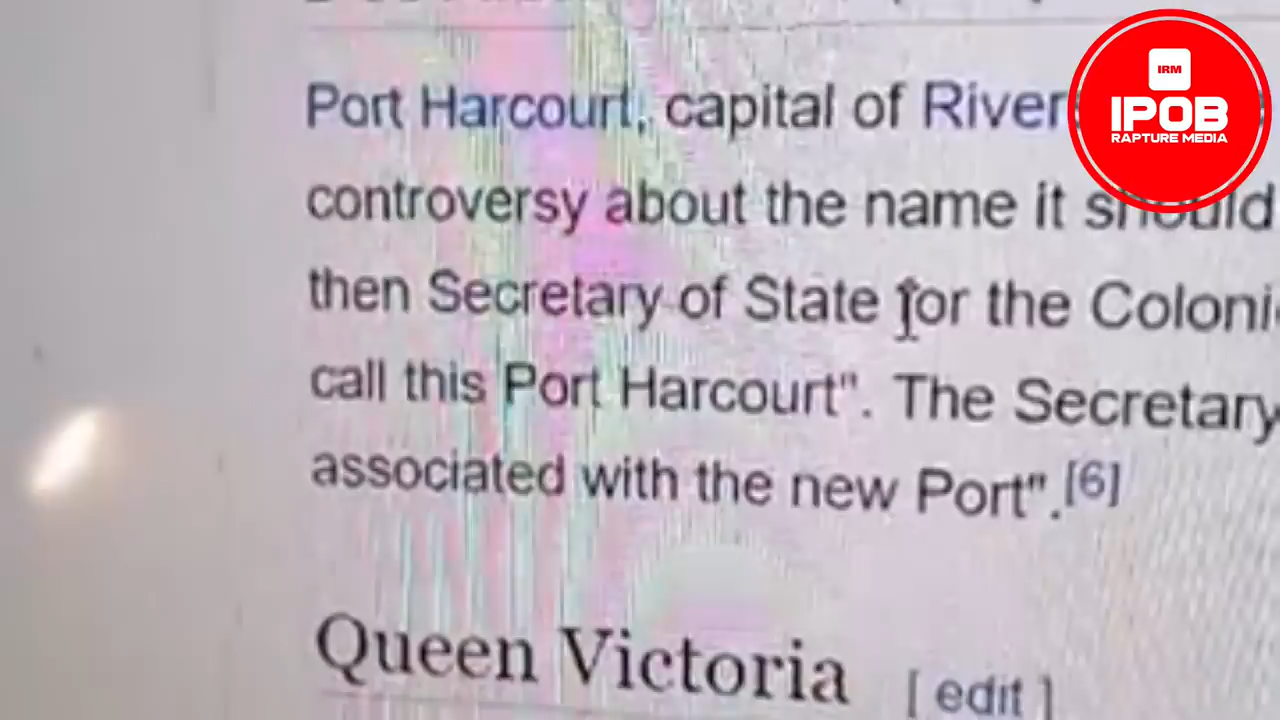 Port Harcourt, capital of River
controversy about the name it should
then Secretary of State for the Coloni
call this Port Harcourt". The Secretary
associated with the new Port".[6]
Queen Victoria [ edit ]
IRM
IPOB
RAPTURE MEDIA